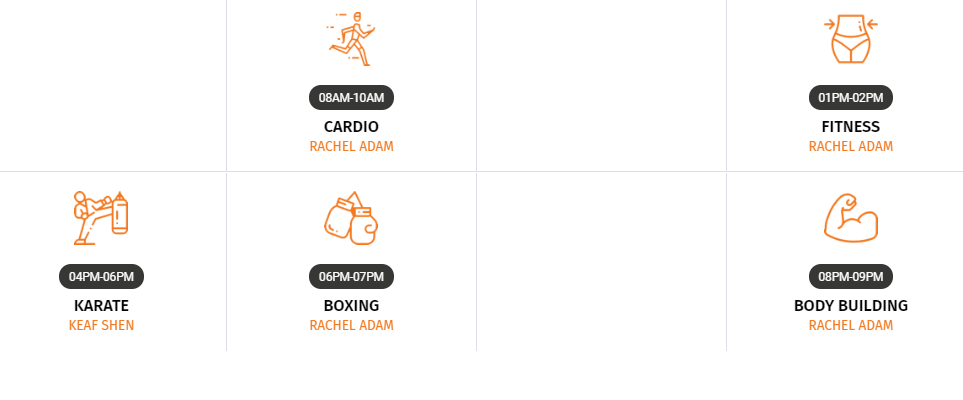 08AM-10AM
CARDIO
RACHEL ADAM
01PM-02PM
FITNESS
RACHEL ADAM
04PM-06PM
KARATE
KEAF SHEN
06PM-07PM
BOXING
RACHEL ADAM
08PM-09PM
BODY BUILDING
RACHEL ADAM